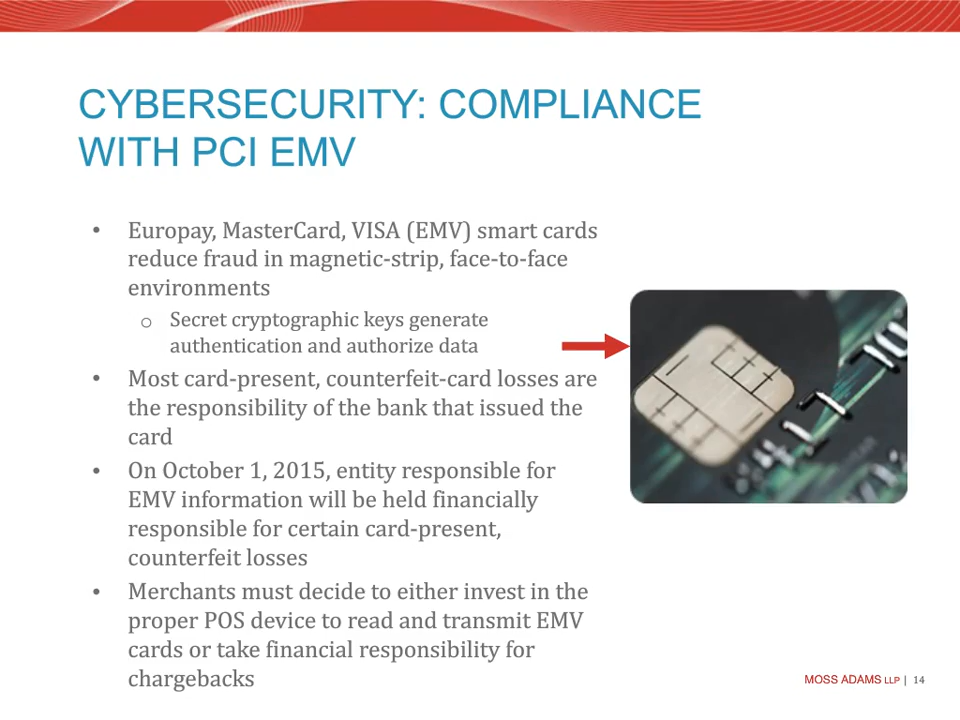 CYBERSECURITY: COMPLIANCE
WITH PCI EMV
• Europay, MasterCard, VISA (EMV) smart cards
reduce fraud in magnetic-strip, face-to-face
environments
o Secret cryptographic keys generate
authentication and authorize data
• Most card-present, counterfeit-card losses are
the responsibility of the bank that issued the
card
• On October 1, 2015, entity responsible for
EMV information will be held financially
responsible for certain card-present,
counterfeit losses
• Merchants must decide to either invest in the
proper POS device to read and transmit EMV
cards or take financial responsibility for
chargebacks
MOSS ADAMS LLP | 14